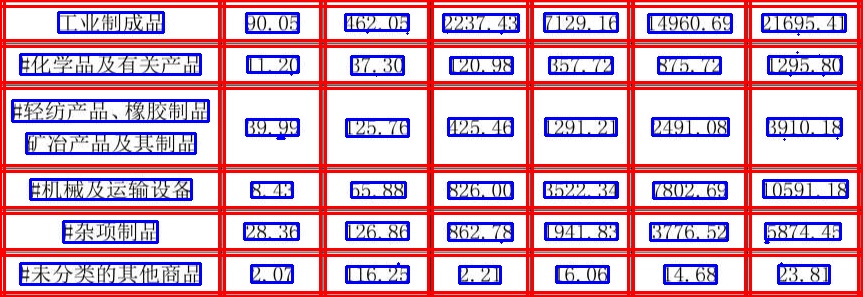 工业制成品 90.05 462.05 2237.43 7129.16 14960.69 21695.41
#化学品及有关产品 11.20 37.30 120.98 357.72 875.72 1295.80
#轻纺产品、橡胶制品
矿冶产品及其制品 39.99 125.76 425.46 1291.21 2491.08 3910.18
#机械及运输设备 8.43 55.88 826.00 3522.34 7802.69 10591.18
#杂项制品 28.36 126.86 862.78 1941.83 3776.52 5874.45
#未分类的其他商品 2.07 116.25 2.21 16.06 14.68 23.81